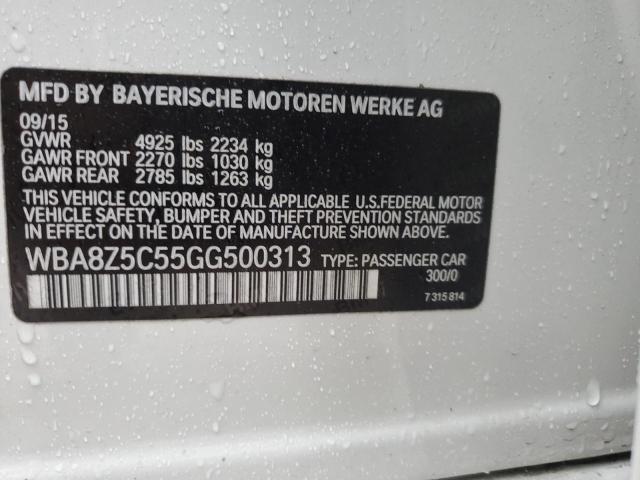 MFD BY BAYERISCHE MOTOREN WERKE AG
09/15
GVWR 4925 lbs 2234 kg
GAWR FRONT 2270 lbs 1030 kg
GAWR REAR 2785 lbs 1263 kg
THIS VEHICLE CONFORMS TO ALL APPLICABLE U.S.FEDERAL MOTOR
VEHICLE SAFETY, BUMPER AND THEFT PREVENTION STANDARDS
IN EFFECT ON THE DATE OF MANUFACTURE SHOWN ABOVE.
WBA8Z5C55GG500313 TYPE: PASSENGER CAR
300/0
7 315 814